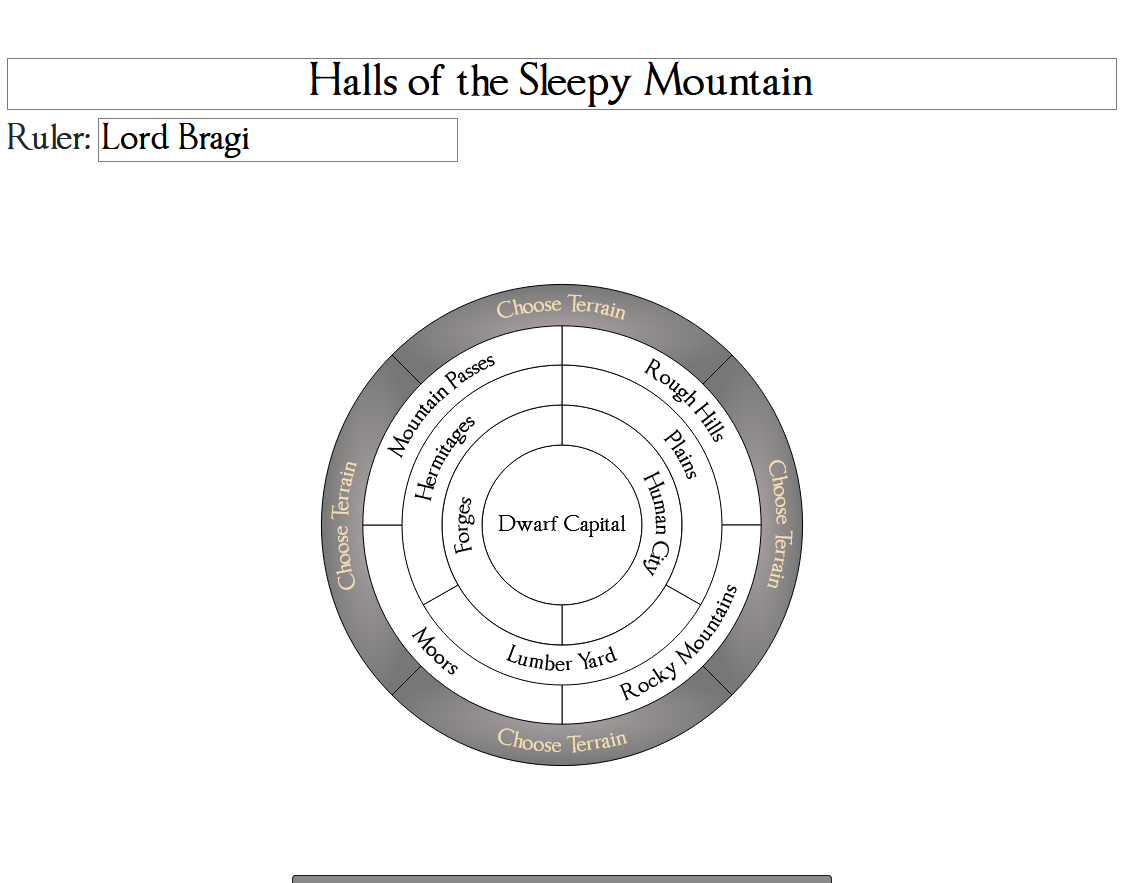 Halls of the Sleepy Mountain
Ruler: Lord Bragi
Choose Terrain
Mountain Passes
Rough Hills
Hermitages
Plains
Choose Terrain
Forges
Dwarf Capital
Human City
Choose Terrain
Moors
Lumber Yard
Rocky Mountains
Choose Terrain